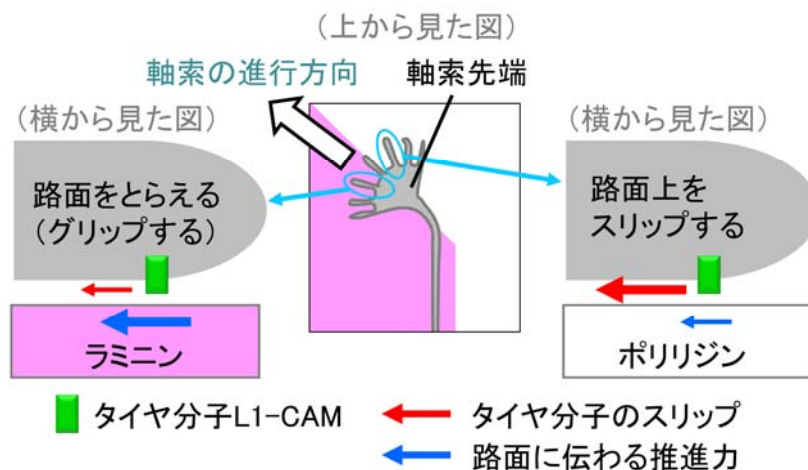 (上から見た図)
軸索の進行方向
軸索先端
(横から見た図)
(横から見た図)
路面をとらえる
(グリップする)
路面上を
スリップする
ラミニン
ポリリジン
タイヤ分子L1-CAM
タイヤ分子のスリップ
路面に伝わる推進力